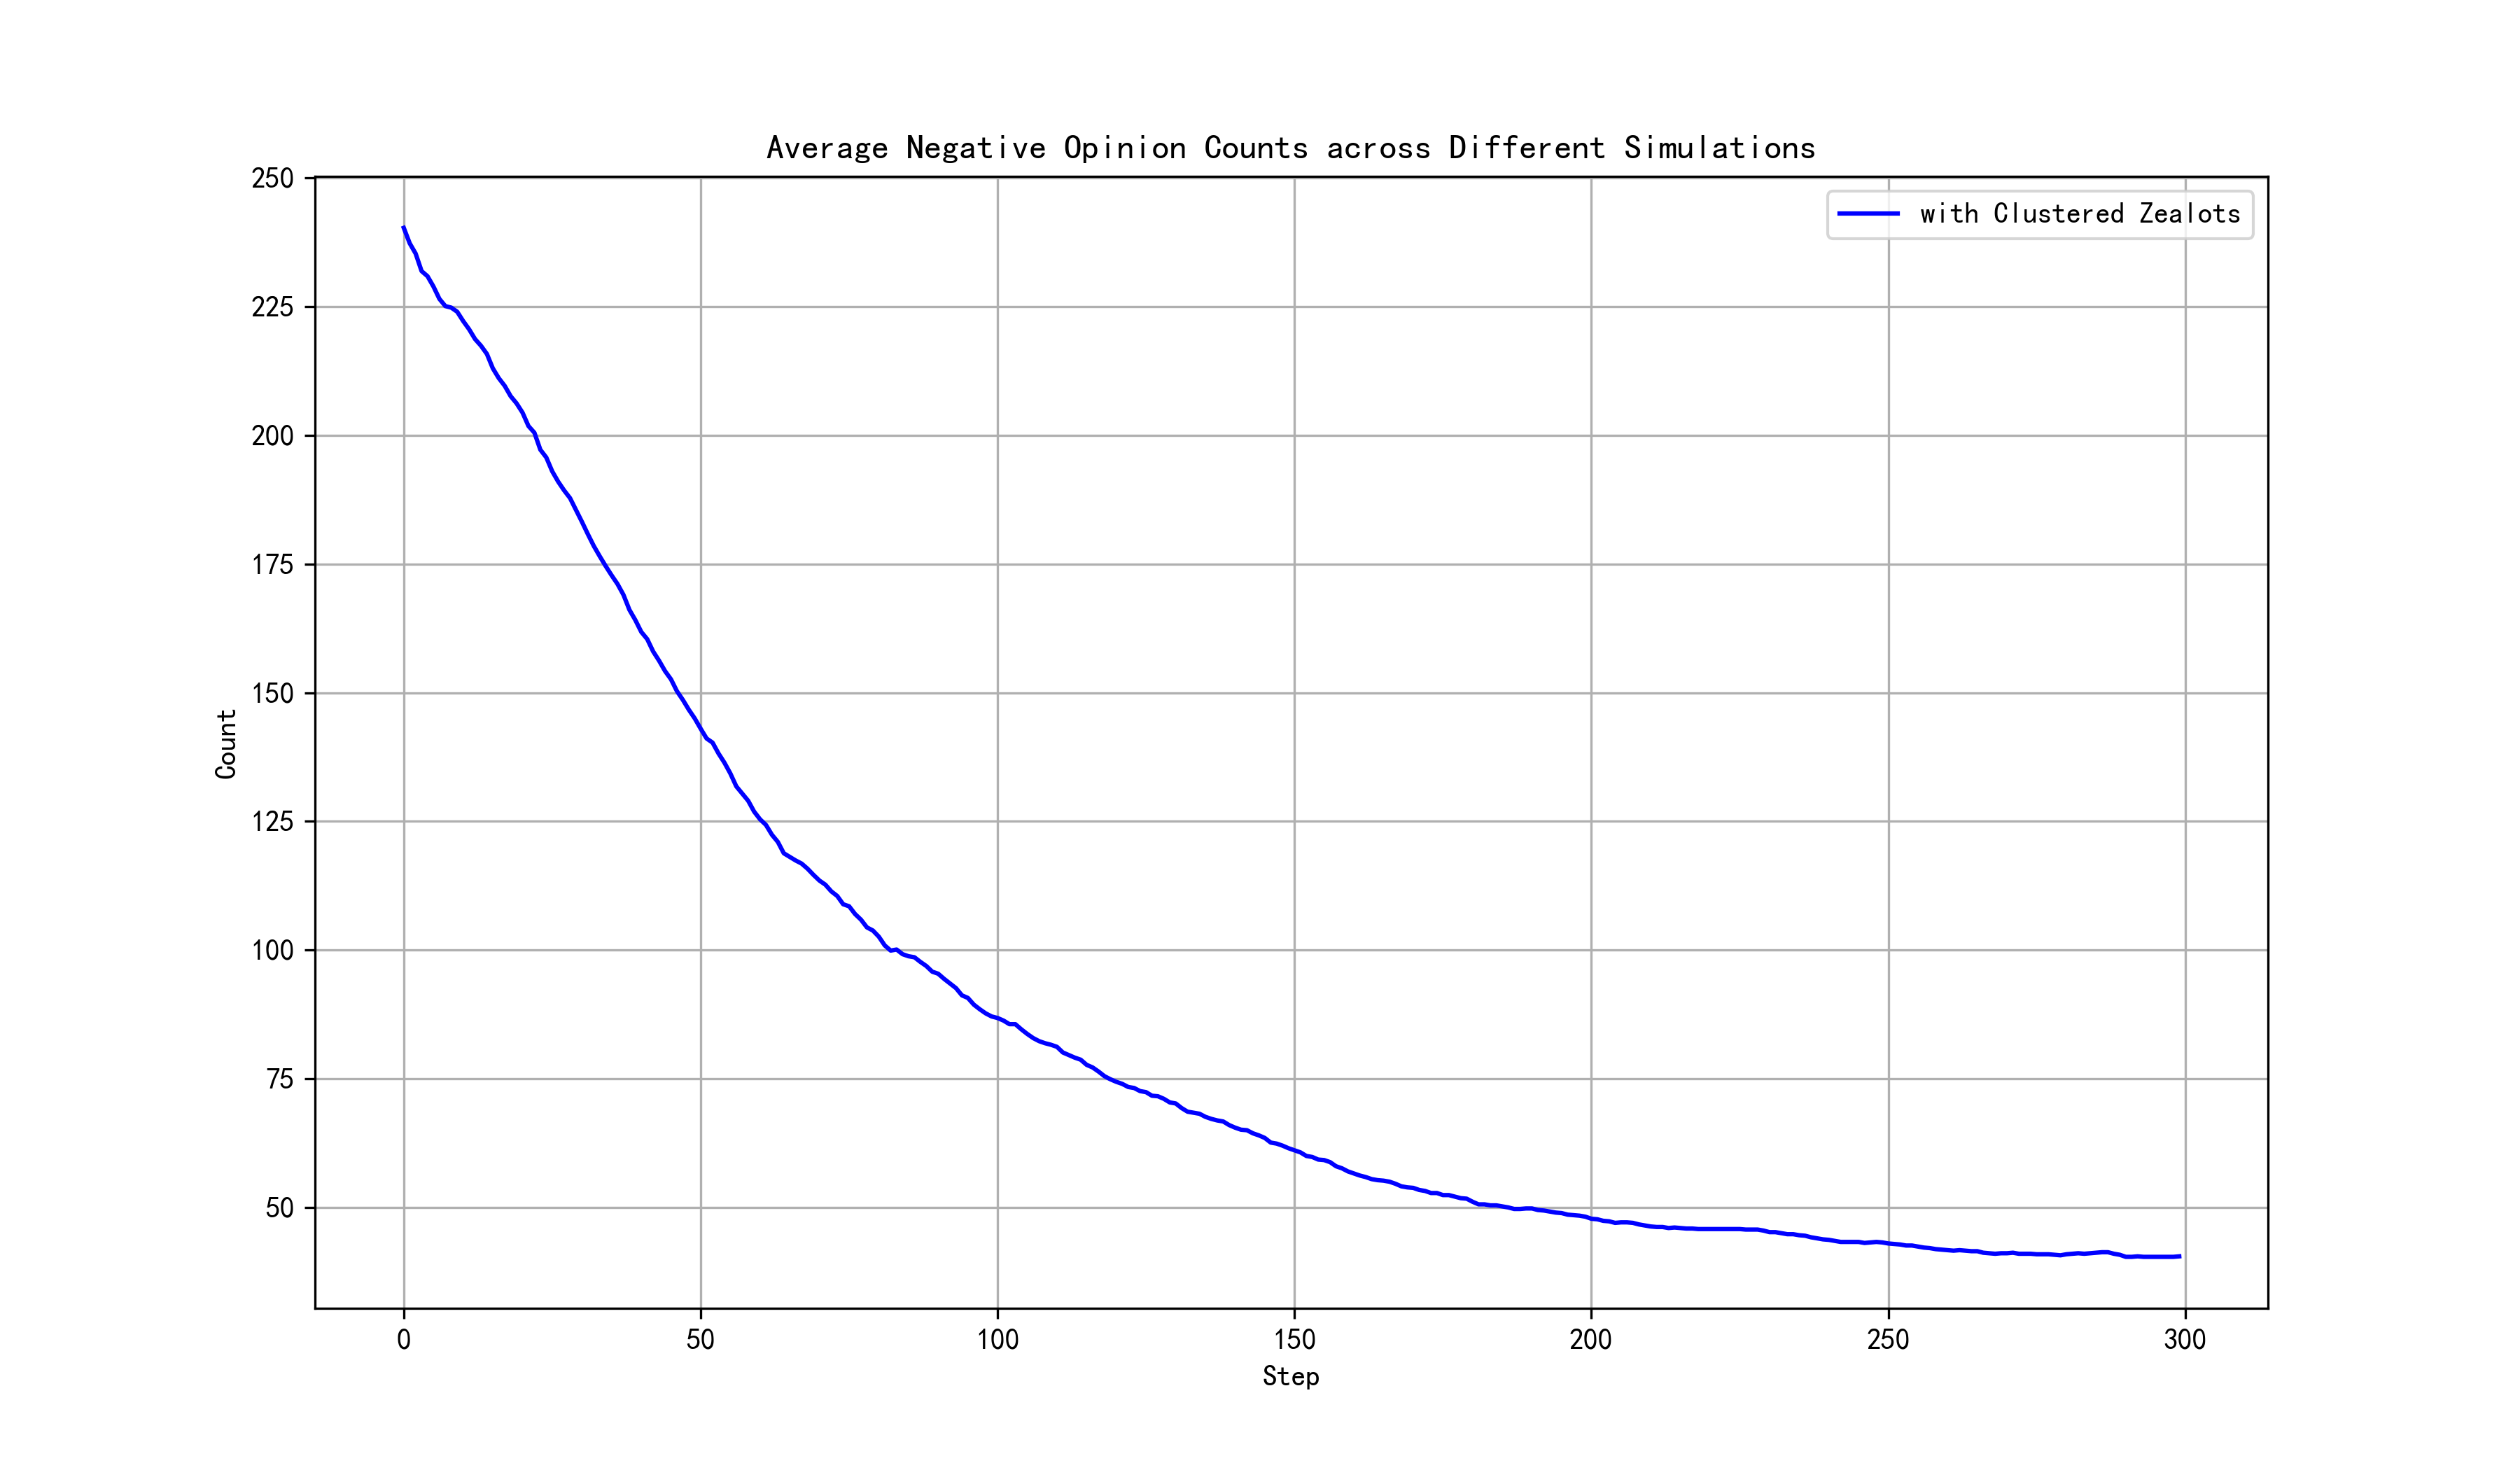 Average Negative Opinion Counts across Different Simulations
with Clustered Zealots
250
225
200
175
150
125
100
75
50
Count
0 50 100 150 200 250 300
Step